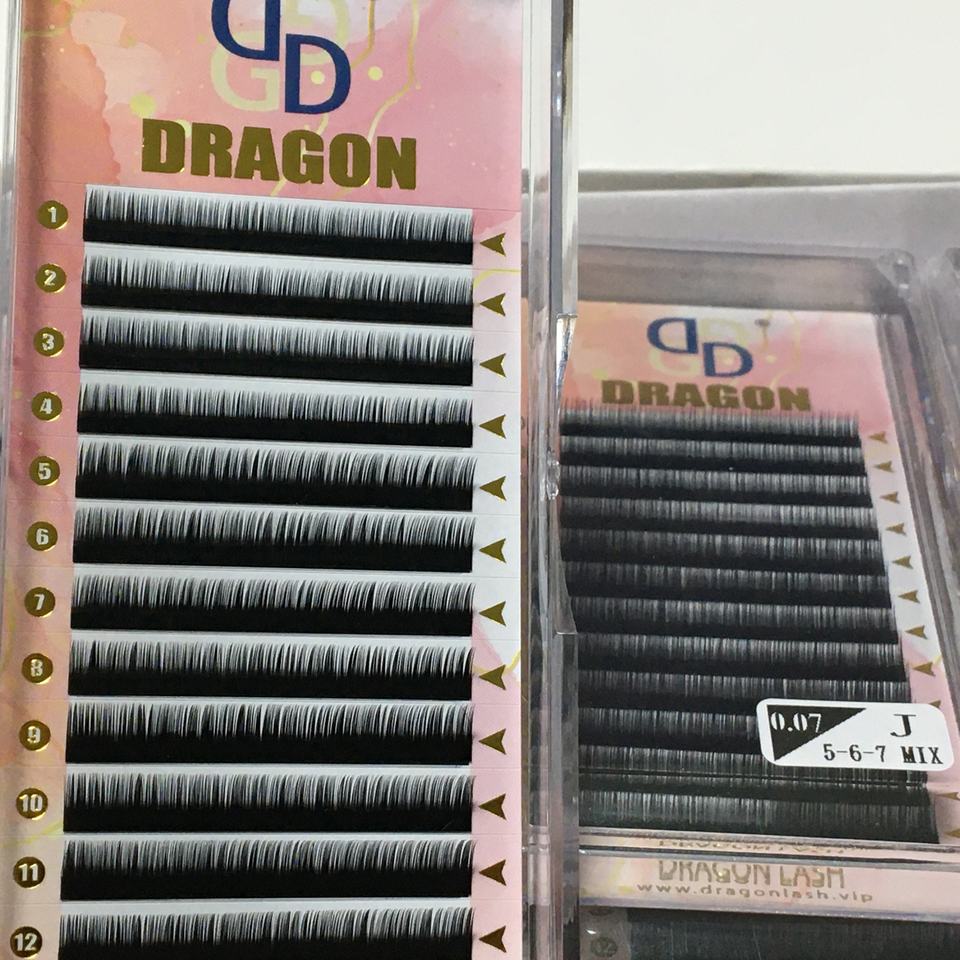 DRAGON
1
2
3
4
5
6
7
8
9
10
11
12
DRAGON
0.07 J
5-6-7 MIX
DRAGON LASH
www.dragonlash.vip